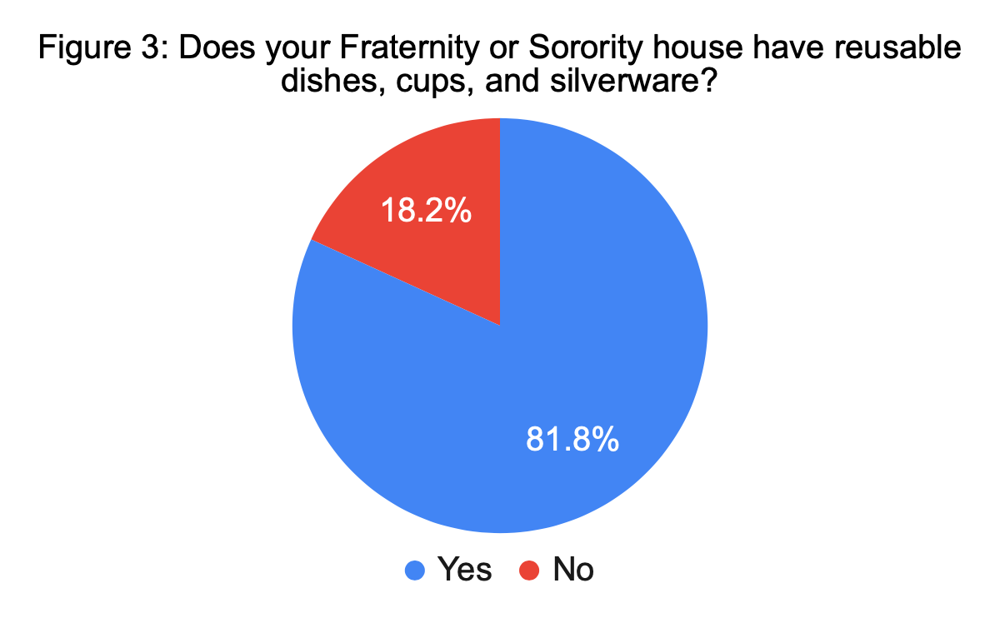 Figure 3: Does your Fraternity or Sorority house have reusable
dishes, cups, and silverware?
18.2%
81.8%
Yes No